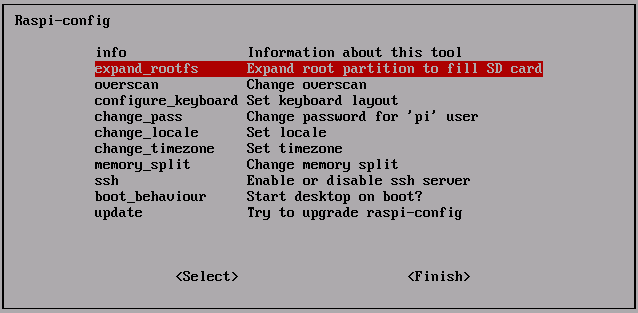 Raspi-config
info Information about this tool
expand_rootfs Expand root partition to fill SD card
overscan Change overscan
configure_keyboard Set keyboard layout
change_pass Change password for 'pi' user
change_locale Set locale
change_timezone Set timezone
memory_split Change memory split
ssh Enable or disable ssh server
boot_behaviour Start desktop on boot?
update Try to upgrade raspi-config
<Select> <Finish>